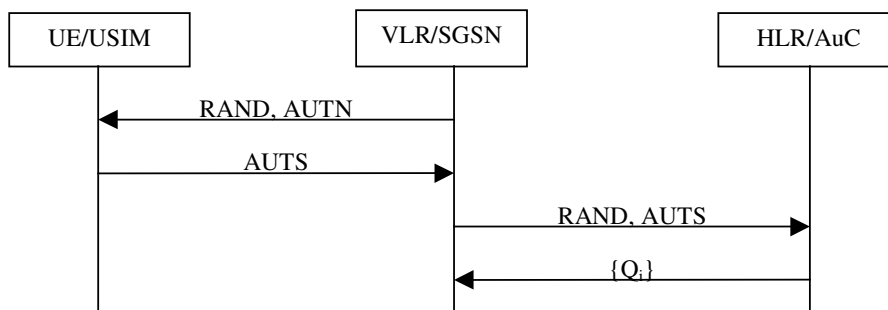 UE/USIM
VLR/SGSN
HLR/AuC
RAND, AUTN
AUTS
RAND, AUTS
{Qi}